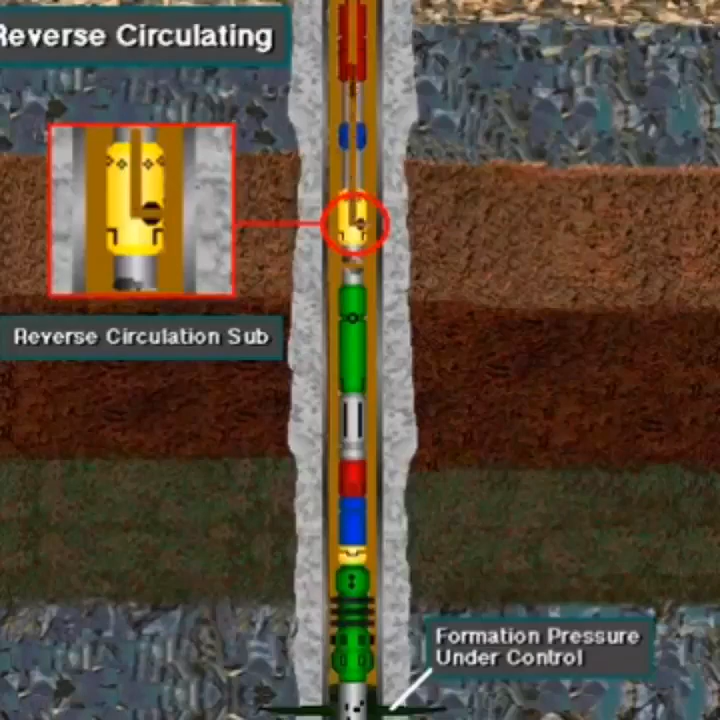 Reverse Circulating
Reverse Circulation Sub
Formation Pressure
Under Control